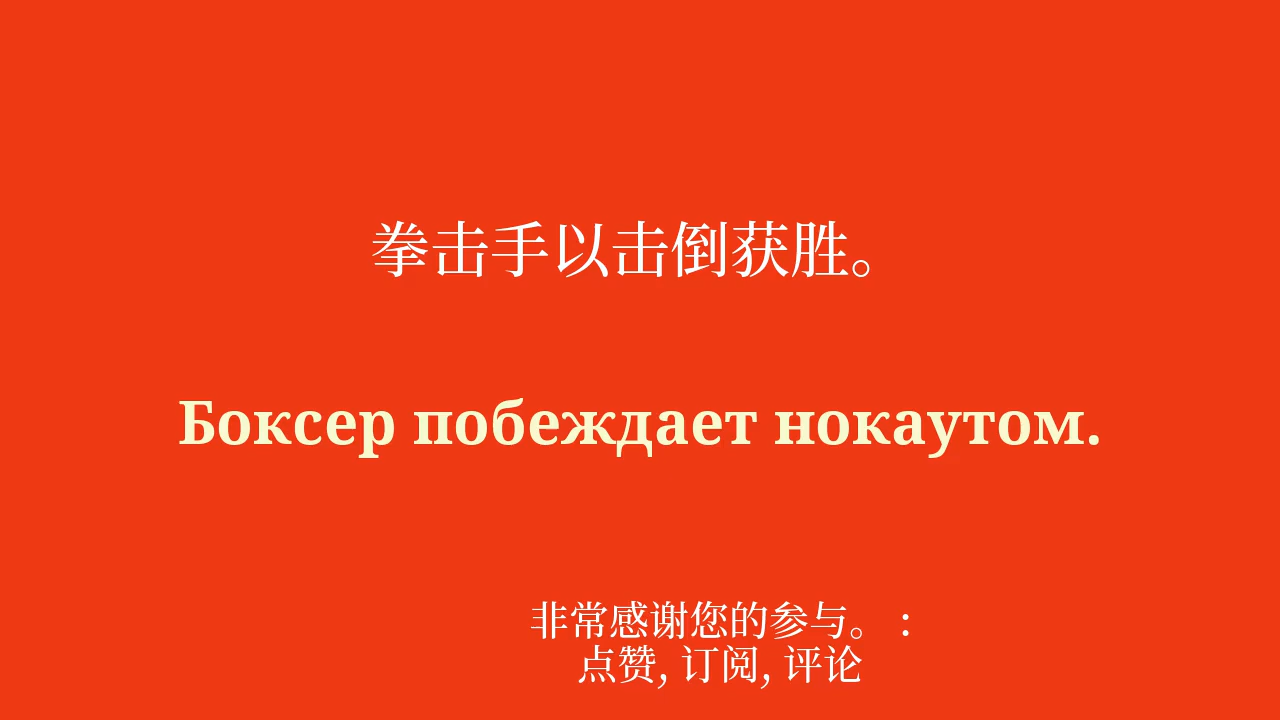 拳击手以击倒获胜。
Боксер побеждает нокаутом.
非常感谢您的参与。 :
点赞, 订阅, 评论